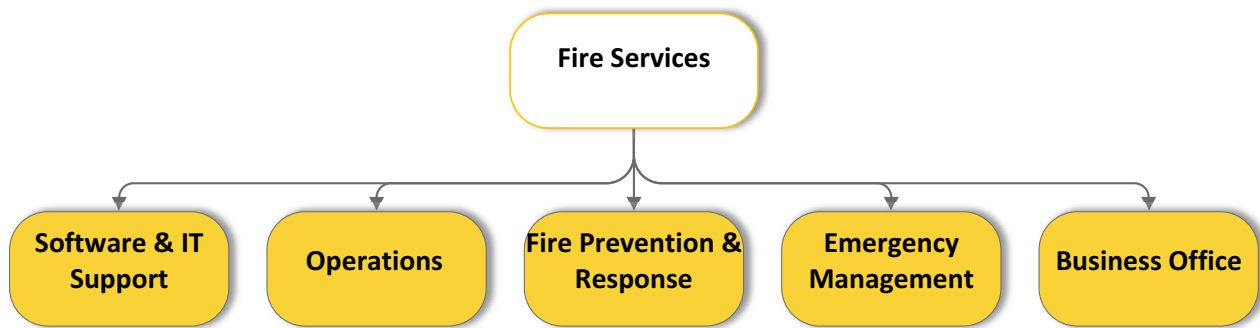 Fire Services
Software & IT
Support
Operations
Fire Prevention &
Response
Emergency
Management
Business Office